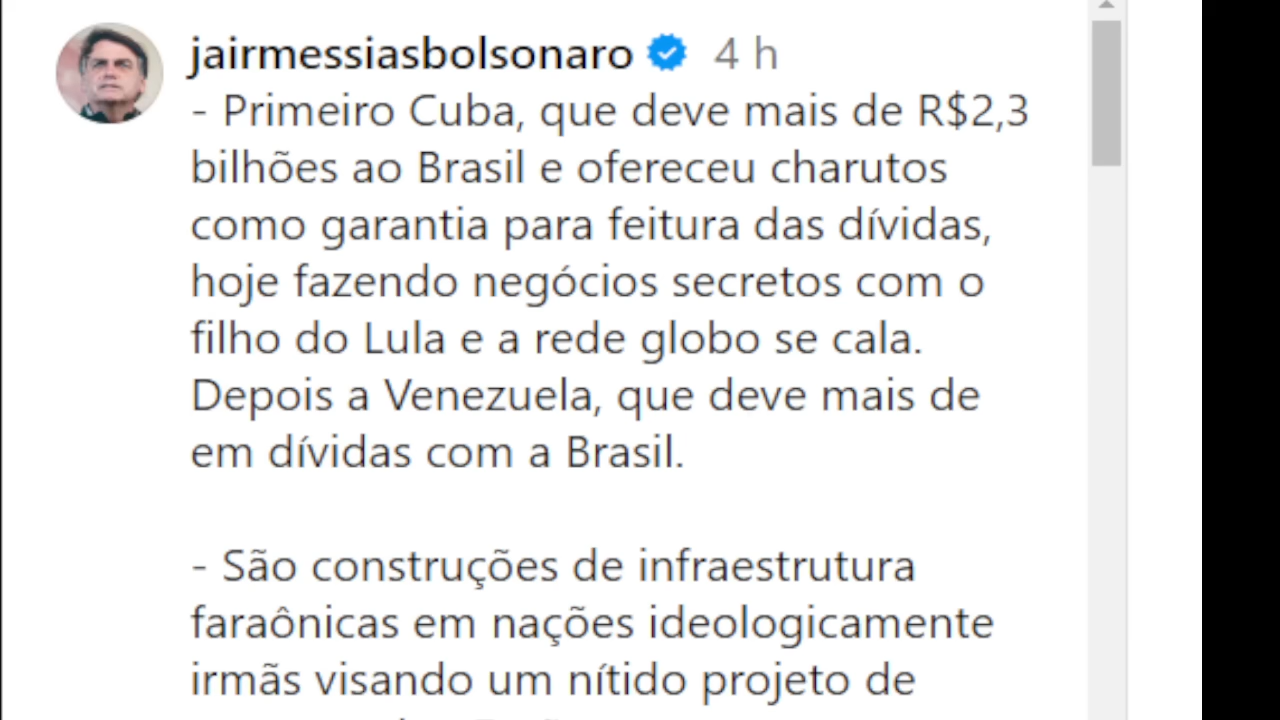 jairmessiasbolsonaro 4 h
- Primeiro Cuba, que deve mais de R$2,3
bilhões ao Brasil e ofereceu charutos
como garantia para feitura das dívidas,
hoje fazendo negócios secretos com o
filho do Lula e a rede globo se cala.
Depois a Venezuela, que deve mais de
em dívidas com a Brasil.
- São construções de infraestrutura
faraônicas em nações ideologicamente
irmãs visando um nítido projeto de